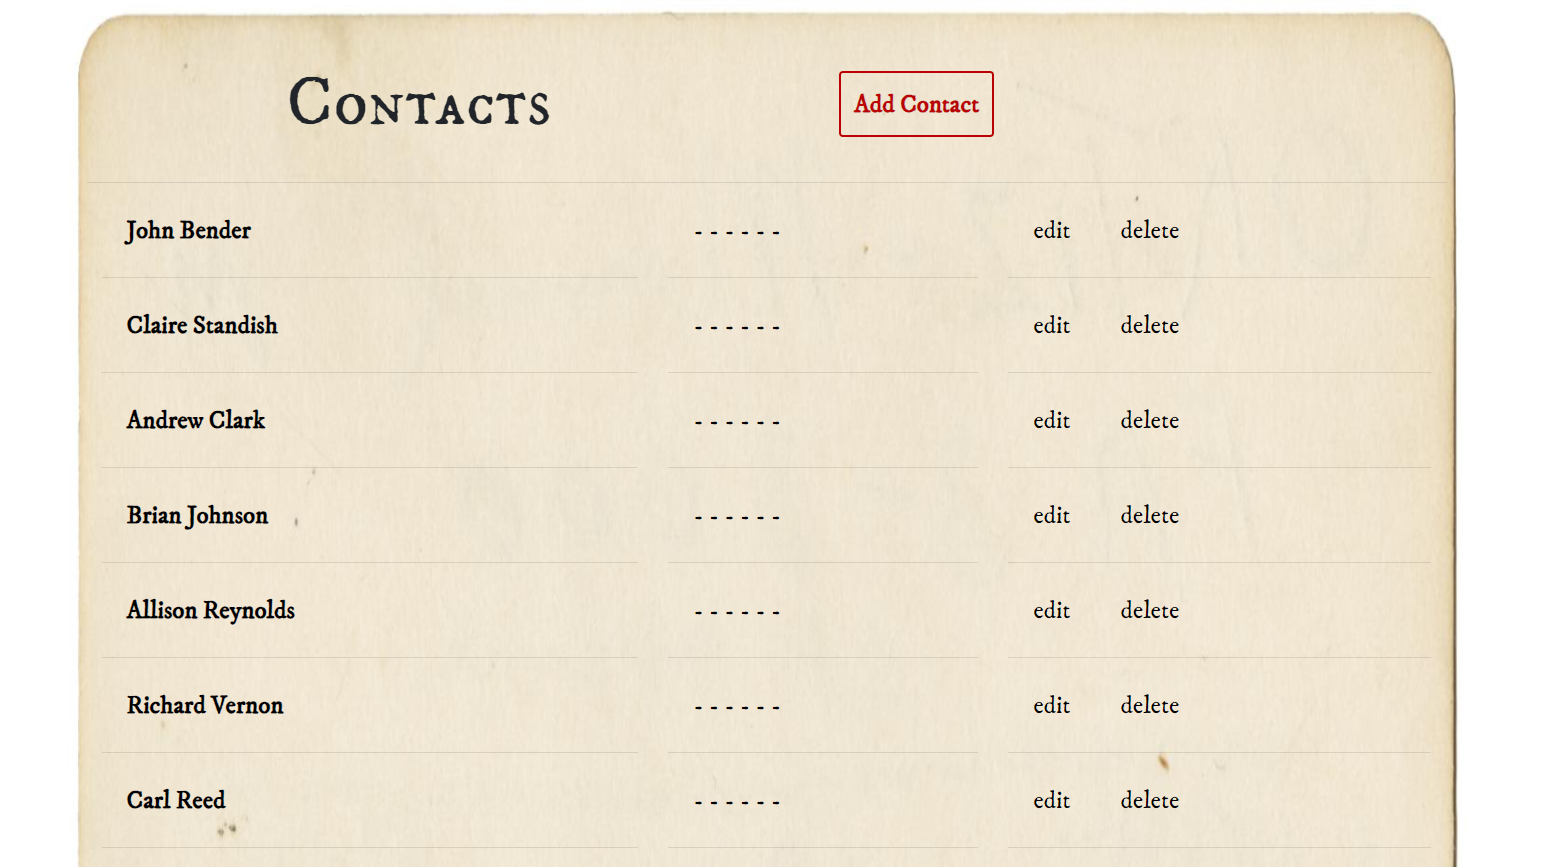 Contacts Add Contact
John Bender - - - - - - edit delete
Claire Standish - - - - - - edit delete
Andrew Clark - - - - - - edit delete
Brian Johnson - - - - - - edit delete
Allison Reynolds - - - - - - edit delete
Richard Vernon - - - - - - edit delete
Carl Reed - - - - - - edit delete